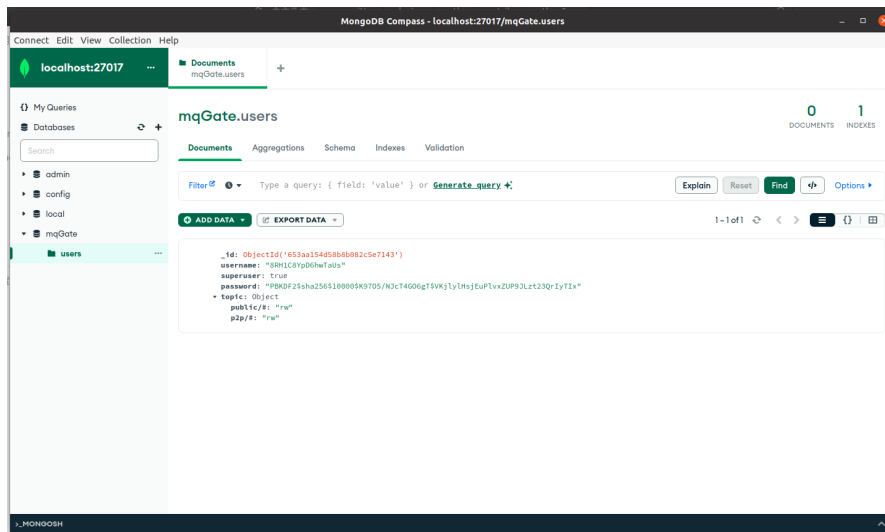 MongoDB Compass - localhost:27017/mqGate.users
Connect Edit View Collection Help
localhost:27017 ...
Documents
mqGate.users
+
{} My Queries
Databases
+
Search
admin
config
local
mqGate
users ...
mqGate.users
0 1
DOCUMENTS INDEXES
Documents Aggregations Schema Indexes Validation
Filter Type a query: { field: 'value' } or Generate query Explain Reset Find </> Options
ADD DATA EXPORT DATA 1–1 of 1 {}
_id: ObjectId('653aa154d58b8b082c5e7143')
username: "8RH1C8YpD6hwTaUs"
superuser: true
password: "PBKDF2$sha256$10000$K97O5/NJcT4GO6gT$VKjlylHsjEuPlvxZUP9JLzt23QrIyTIx"
topic: Object
public/#: "rw"
p2p/#: "rw"
>_MONGOSH